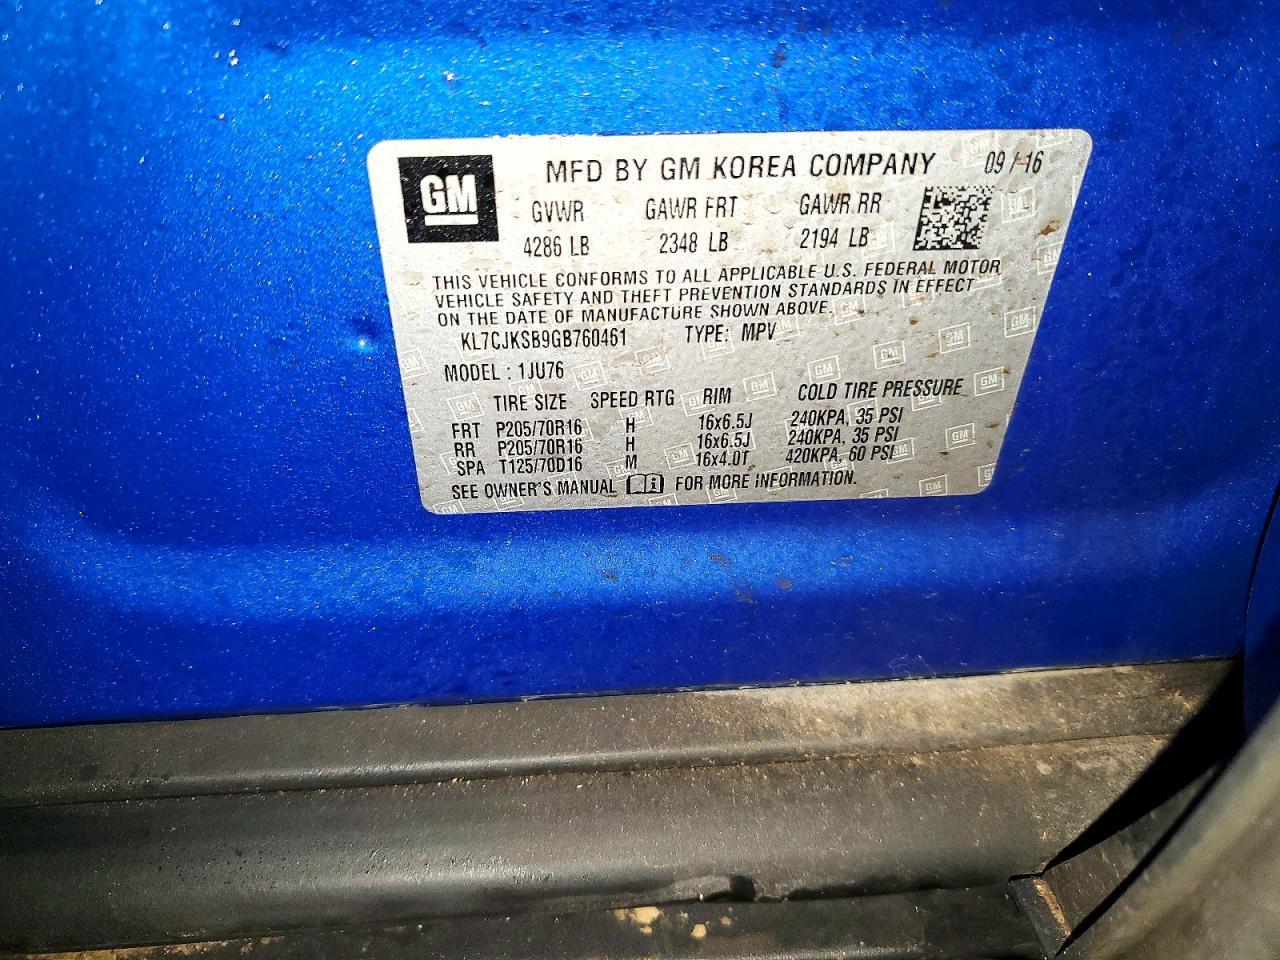 GM
MFD BY GM KOREA COMPANY 09 / 16
GVWR GAWR FRT GAWR RR
4286 LB 2348 LB 2194 LB
THIS VEHICLE CONFORMS TO ALL APPLICABLE U.S. FEDERAL MOTOR
VEHICLE SAFETY AND THEFT PREVENTION STANDARDS IN EFFECT
ON THE DATE OF MANUFACTURE SHOWN ABOVE.
KL7CJKSB9GB760461 TYPE: MPV
MODEL : 1JU76
TIRE SIZE SPEED RTG RIM COLD TIRE PRESSURE
FRT P205/70R16 H 16x6.5J 240KPA, 35 PSI
RR P205/70R16 H 16x6.5J 240KPA, 35 PSI
SPA T125/70D16 M 16x4.0T 420KPA, 60 PSI
SEE OWNER'S MANUAL FOR MORE INFORMATION.